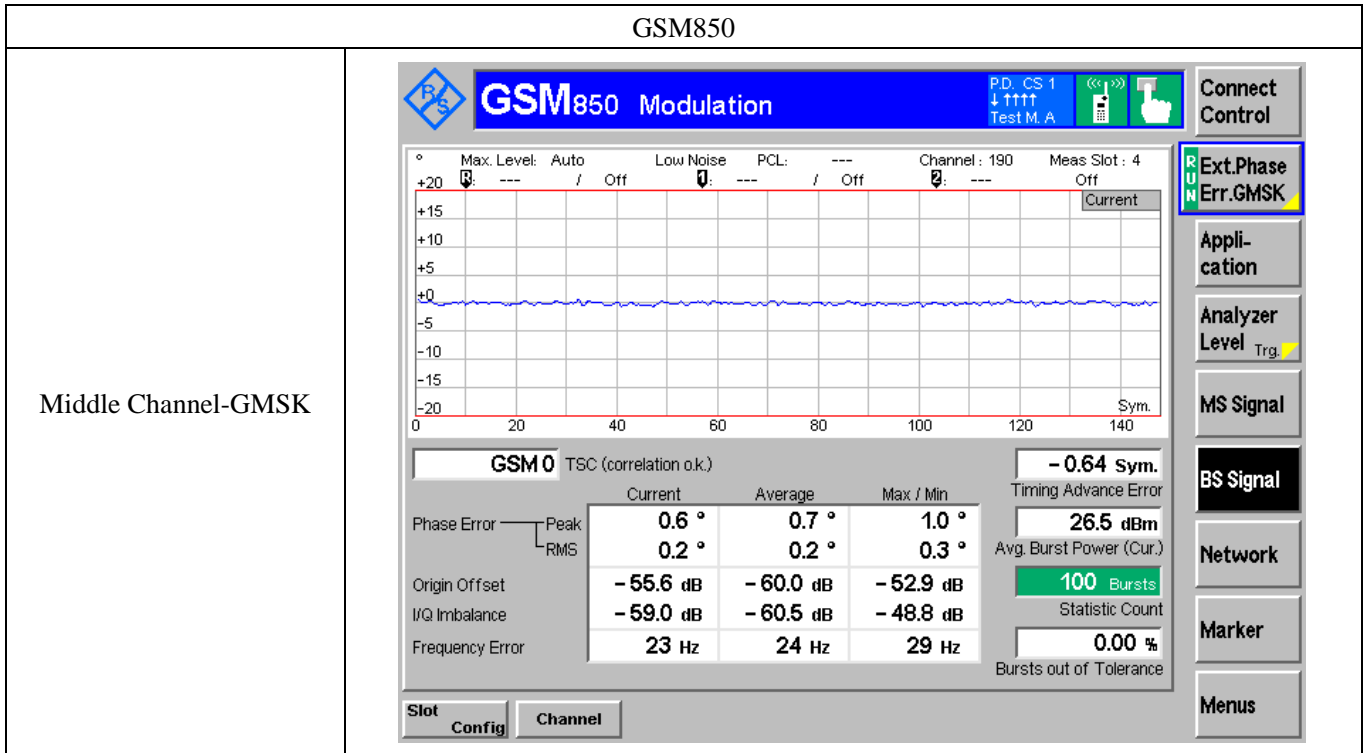 GSM850
Middle Channel-GMSK
R&S
GSM850 Modulation
P.D. CS 1
↓ ↑↑↑↑
Test M. A
Connect
Control
° Max. Level: Auto Low Noise PCL: --- Channel : 190 Meas Slot : 4
R: --- / Off 1: --- / Off 2: --- Off
Current
RUN
Ext.Phase
Err.GMSK
+20
+15
+10
+5
+0
-5
-10
-15
-20
Sym.
0 20 40 60 80 100 120 140
Appli-
cation
Analyzer
Level Trg.
MS Signal
BS Signal
Network
Marker
Menus
GSM 0 TSC (correlation o.k.)
Current Average Max / Min
Phase Error Peak 0.6 ° 0.7 ° 1.0 °
RMS 0.2 ° 0.2 ° 0.3 °
Origin Offset - 55.6 dB - 60.0 dB - 52.9 dB
I/Q Imbalance - 59.0 dB - 60.5 dB - 48.8 dB
Frequency Error 23 Hz 24 Hz 29 Hz
- 0.64 Sym.
Timing Advance Error
26.5 dBm
Avg. Burst Power (Cur.)
100 Bursts
Statistic Count
0.00 %
Bursts out of Tolerance
Slot
Config
Channel